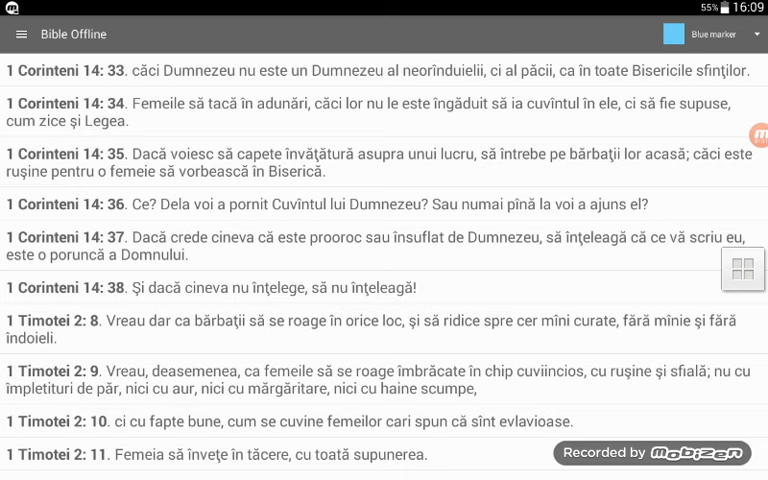 55% 16:09
Bible Offline Blue marker
1 Corinteni 14: 33. căci Dumnezeu nu este un Dumnezeu al neorînduielii, ci al păcii, ca în toate Bisericile sfinţilor.
1 Corinteni 14: 34. Femeile să tacă în adunări, căci lor nu le este îngăduit să ia cuvîntul în ele, ci să fie supuse,
cum zice şi Legea.
1 Corinteni 14: 35. Dacă voiesc să capete învăţătură asupra unui lucru, să întrebe pe bărbaţii lor acasă; căci este
ruşine pentru o femeie să vorbească în Biserică.
1 Corinteni 14: 36. Ce? Dela voi a pornit Cuvîntul lui Dumnezeu? Sau numai pînă la voi a ajuns el?
1 Corinteni 14: 37. Dacă crede cineva că este prooroc sau însuflat de Dumnezeu, să înţeleagă că ce vă scriu eu,
este o poruncă a Domnului.
1 Corinteni 14: 38. Şi dacă cineva nu înţelege, să nu înţeleagă!
1 Timotei 2: 8. Vreau dar ca bărbaţii să se roage în orice loc, şi să ridice spre cer mîni curate, fără mînie şi fără
îndoieli.
1 Timotei 2: 9. Vreau, deasemenea, ca femeile să se roage îmbrăcate în chip cuviincios, cu ruşine şi sfială; nu cu
împletituri de păr, nici cu aur, nici cu mărgăritare, nici cu haine scumpe,
1 Timotei 2: 10. ci cu fapte bune, cum se cuvine femeilor cari spun că sînt evlavioase.
1 Timotei 2: 11. Femeia să înveţe în tăcere, cu toată supunerea.
Recorded by mobizen